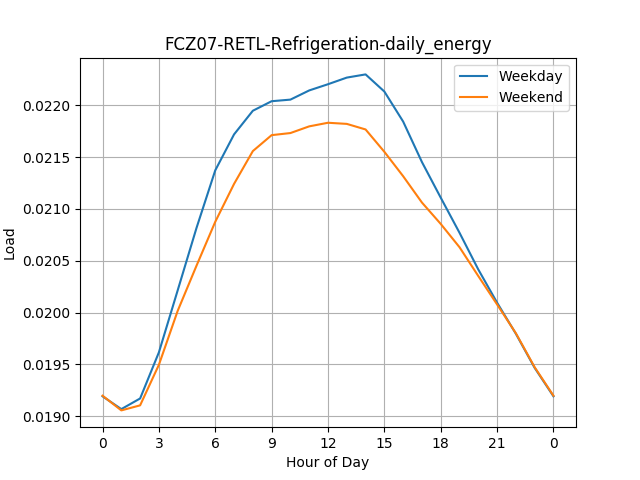 FCZ07-RETL-Refrigeration-daily_energy
Weekday
Weekend
0.0220
0.0215
0.0210
0.0205
0.0200
0.0195
0.0190
Load
0 3 6 9 12 15 18 21 0
Hour of Day